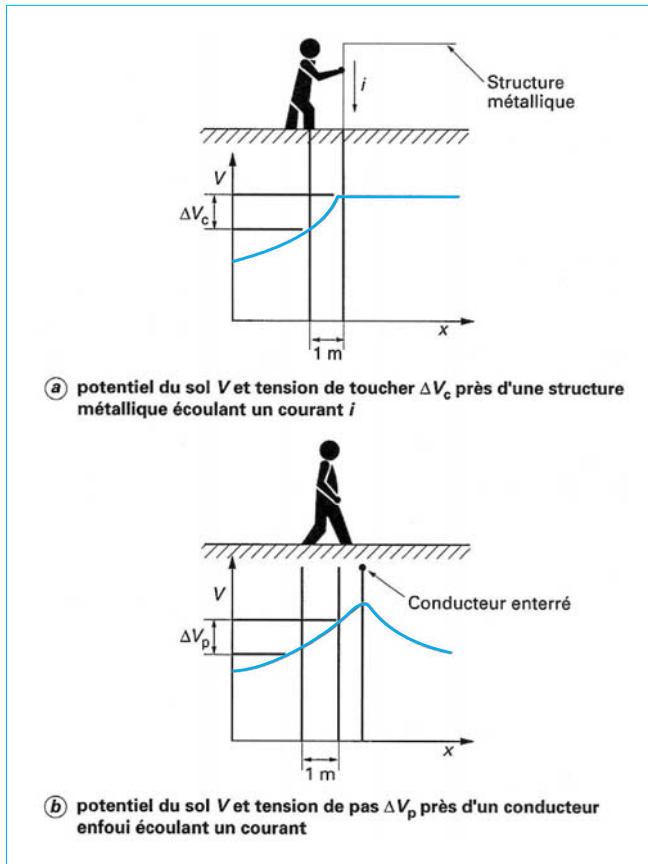 i
Structure
métallique
V
ΔVc
x
1 m
a potentiel du sol V et tension de toucher ΔVc près d'une structure
métallique écoulant un courant i
V
Conducteur enterré
ΔVp
x
1 m
b potentiel du sol V et tension de pas ΔVp près d'un conducteur
enfoui écoulant un courant